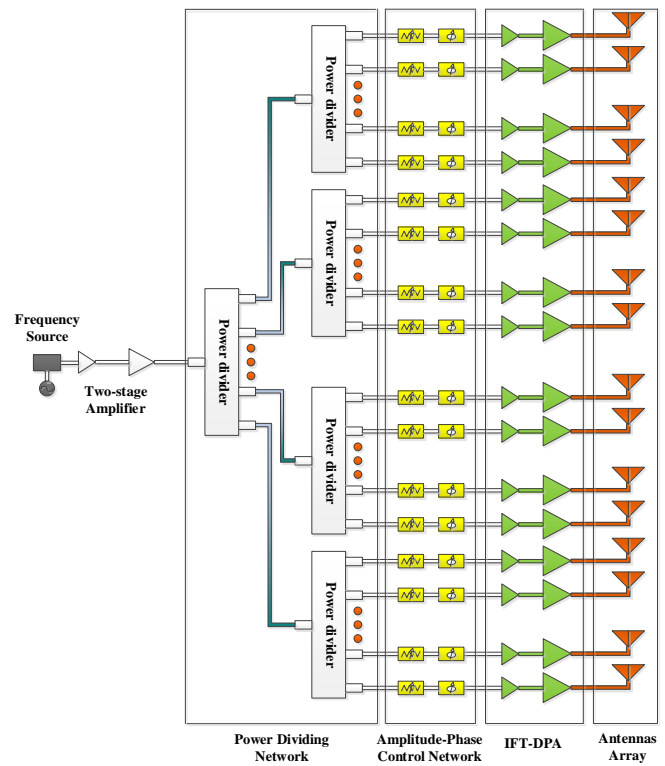 Power divider
Power divider
Frequency
Source
Power divider
Two-stage
Amplifier
Power divider
Power divider
Power Dividing
Network
Amplitude-Phase
Control Network
IFT-DPA
Antennas
Array